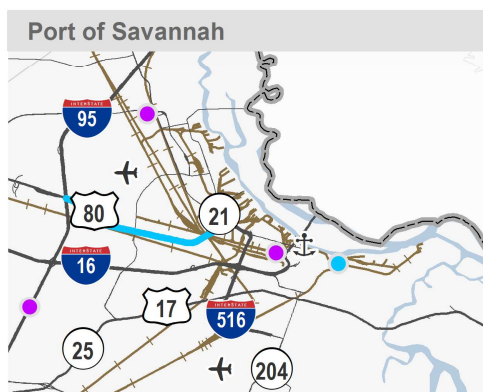 Port of Savannah
INTERSTATE
95
80
21
INTERSTATE
16
17
INTERSTATE
516
25
204